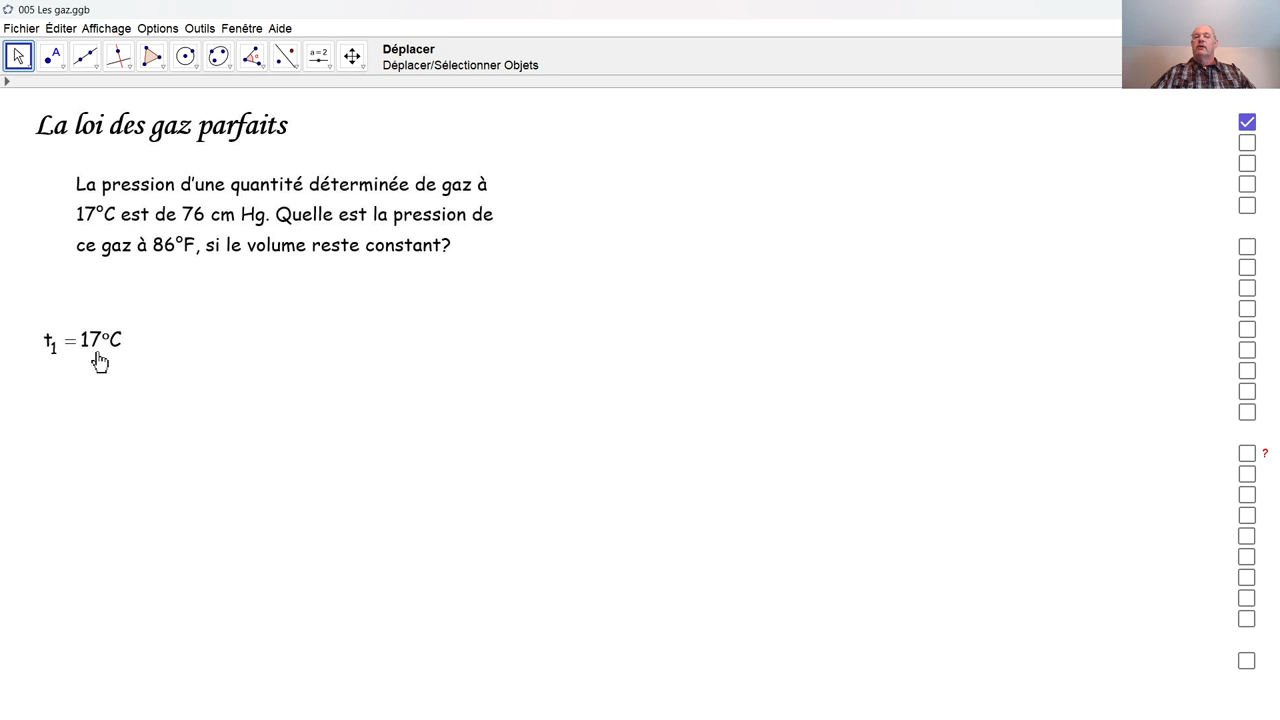 005 Les gaz.ggb
Fichier Éditer Affichage Options Outils Fenêtre Aide
A
a=2
Déplacer
Déplacer/Sélectionner Objets
La loi des gaz parfaits
La pression d'une quantité déterminée de gaz à
17°C est de 76 cm Hg. Quelle est la pression de
ce gaz à 86°F, si le volume reste constant?
t₁ = 17°C
?